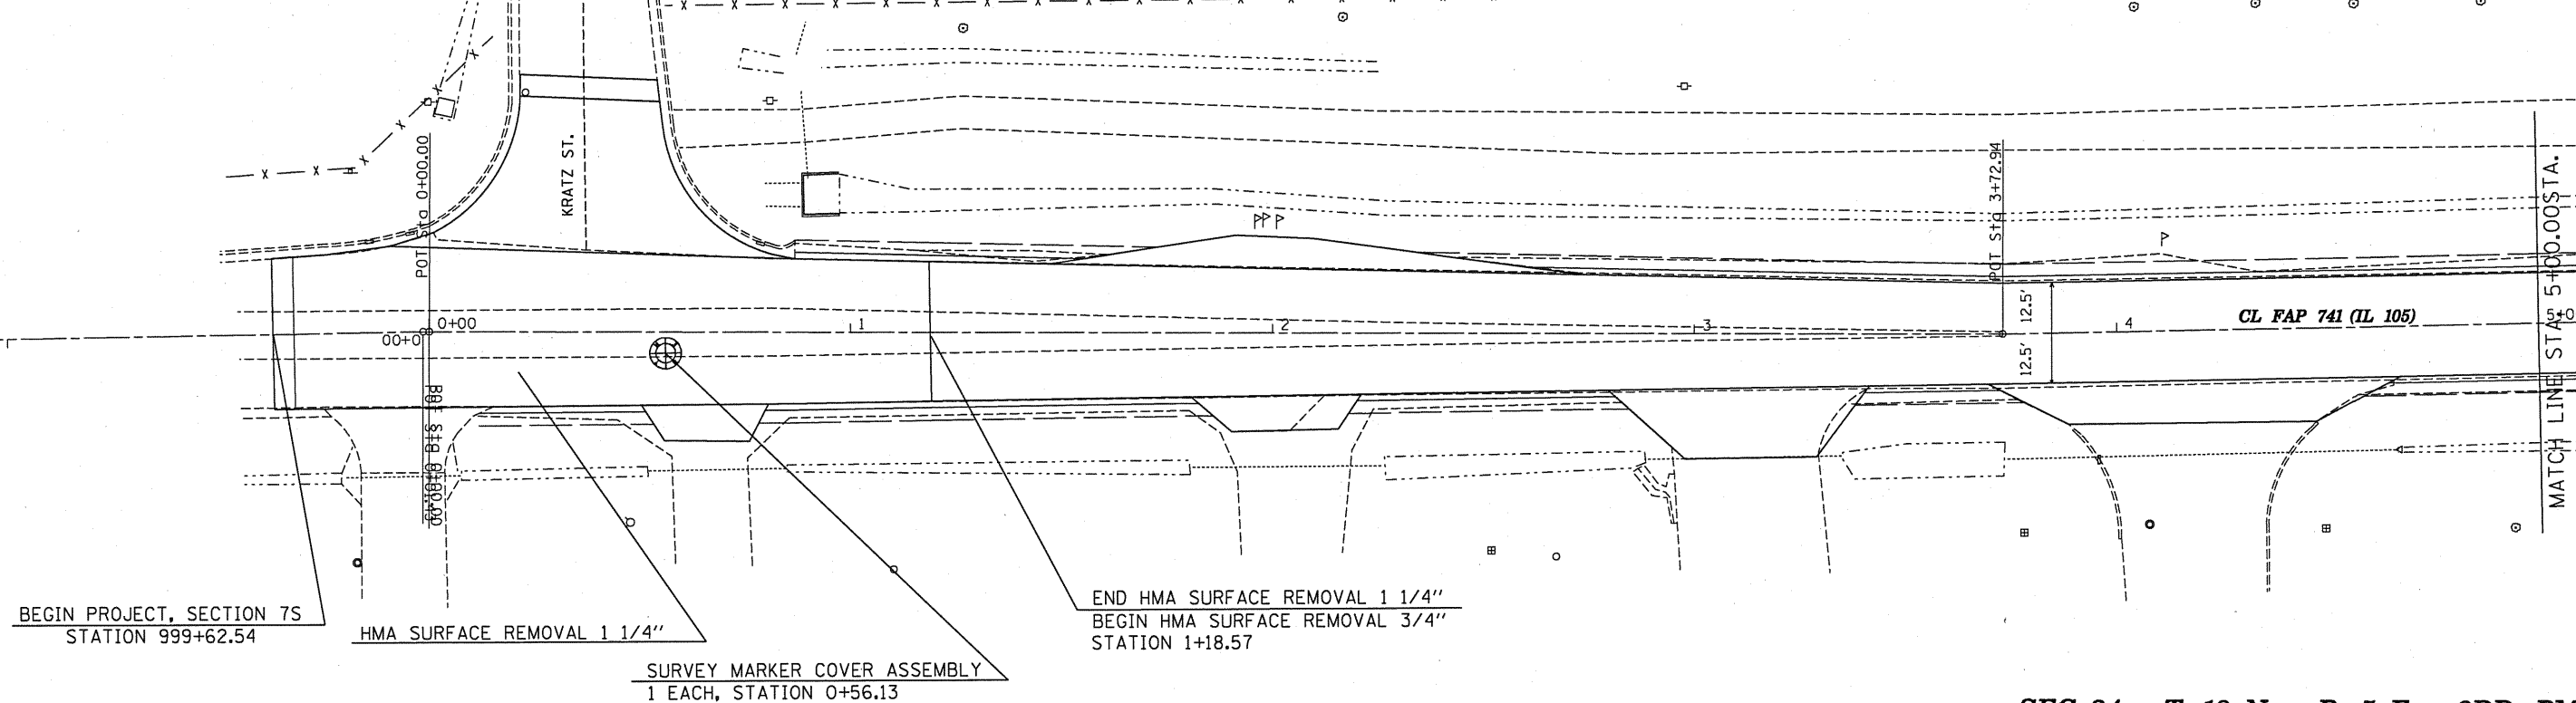 KRATZ ST.
POT Sta 0+00.00
POT Sta 3+72.94
MATCH LINE STA. 5+00.00STA.
0+00
00+0
1
2
3
4
5+0
12.5'
12.5'
CL FAP 741 (IL 105)
BEGIN PROJECT, SECTION 7S
STATION 999+62.54
HMA SURFACE REMOVAL 1 1/4"
SURVEY MARKER COVER ASSEMBLY
1 EACH, STATION 0+56.13
END HMA SURFACE REMOVAL 1 1/4"
BEGIN HMA SURFACE REMOVAL 3/4"
STATION 1+18.57